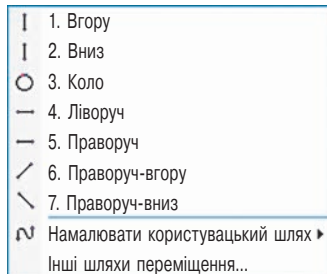 1. Вгору
2. Вниз
3. Коло
4. Ліворуч
5. Праворуч
6. Праворуч-вгору
7. Праворуч-вниз
Намалювати користувацький шлях
Інші шляхи переміщення...